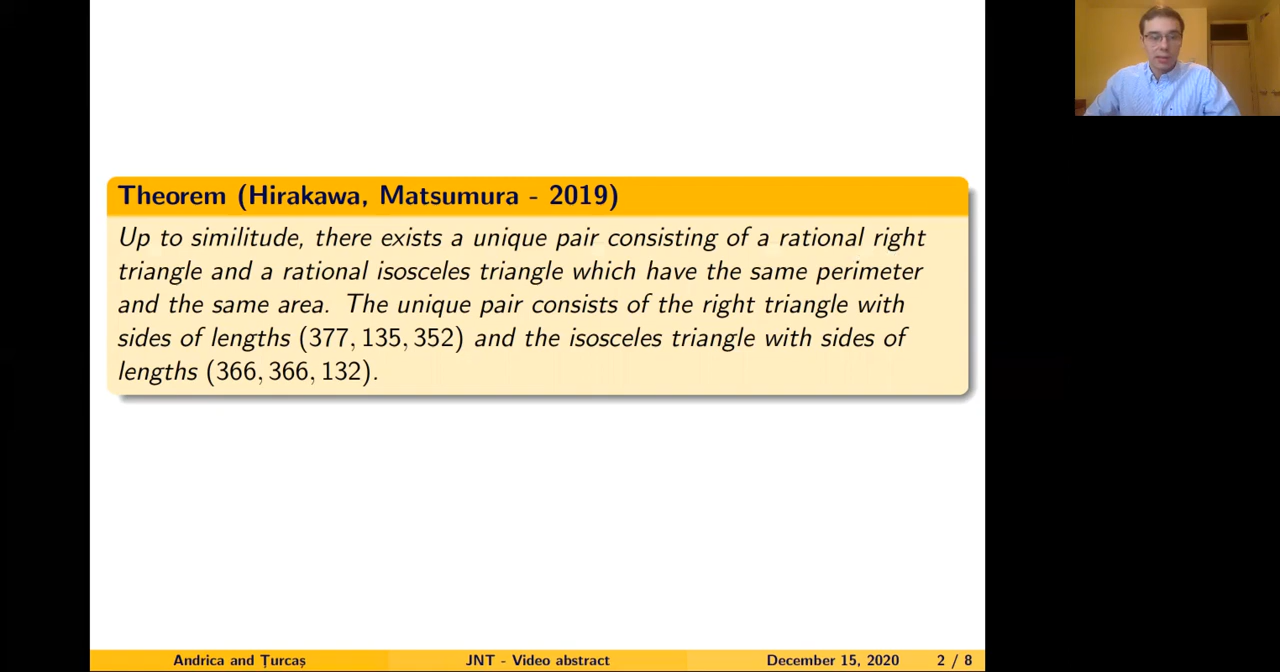 Theorem (Hirakawa, Matsumura - 2019)
Up to similitude, there exists a unique pair consisting of a rational right
triangle and a rational isosceles triangle which have the same perimeter
and the same area. The unique pair consists of the right triangle with
sides of lengths (377, 135, 352) and the isosceles triangle with sides of
lengths (366, 366, 132).
Andrica and Țurcaș JNT - Video abstract December 15, 2020 2 / 8